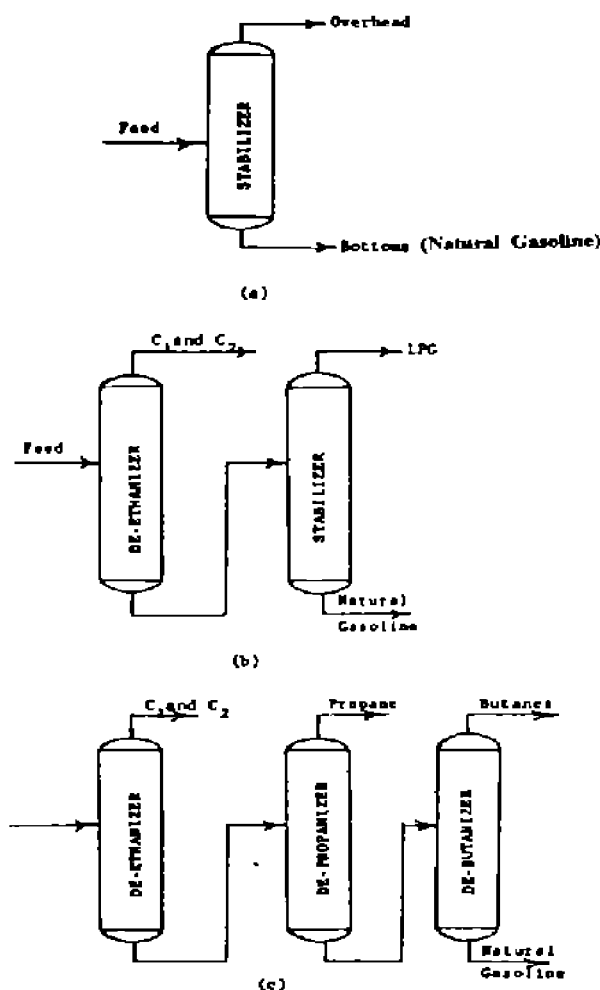 Overhead
Feed
STABILIZER
Bottoms (Natural Gasoline)
(a)
C₁ and C₂
LPG
Feed
DE-ETHANIZER
STABILIZER
Natural
Gasoline
(b)
C₁ and C₂
Propane
Butanes
DE-ETHANIZER
DE-PROPANIZER
DE-BUTANIZER
Natural
Gasoline
(c)